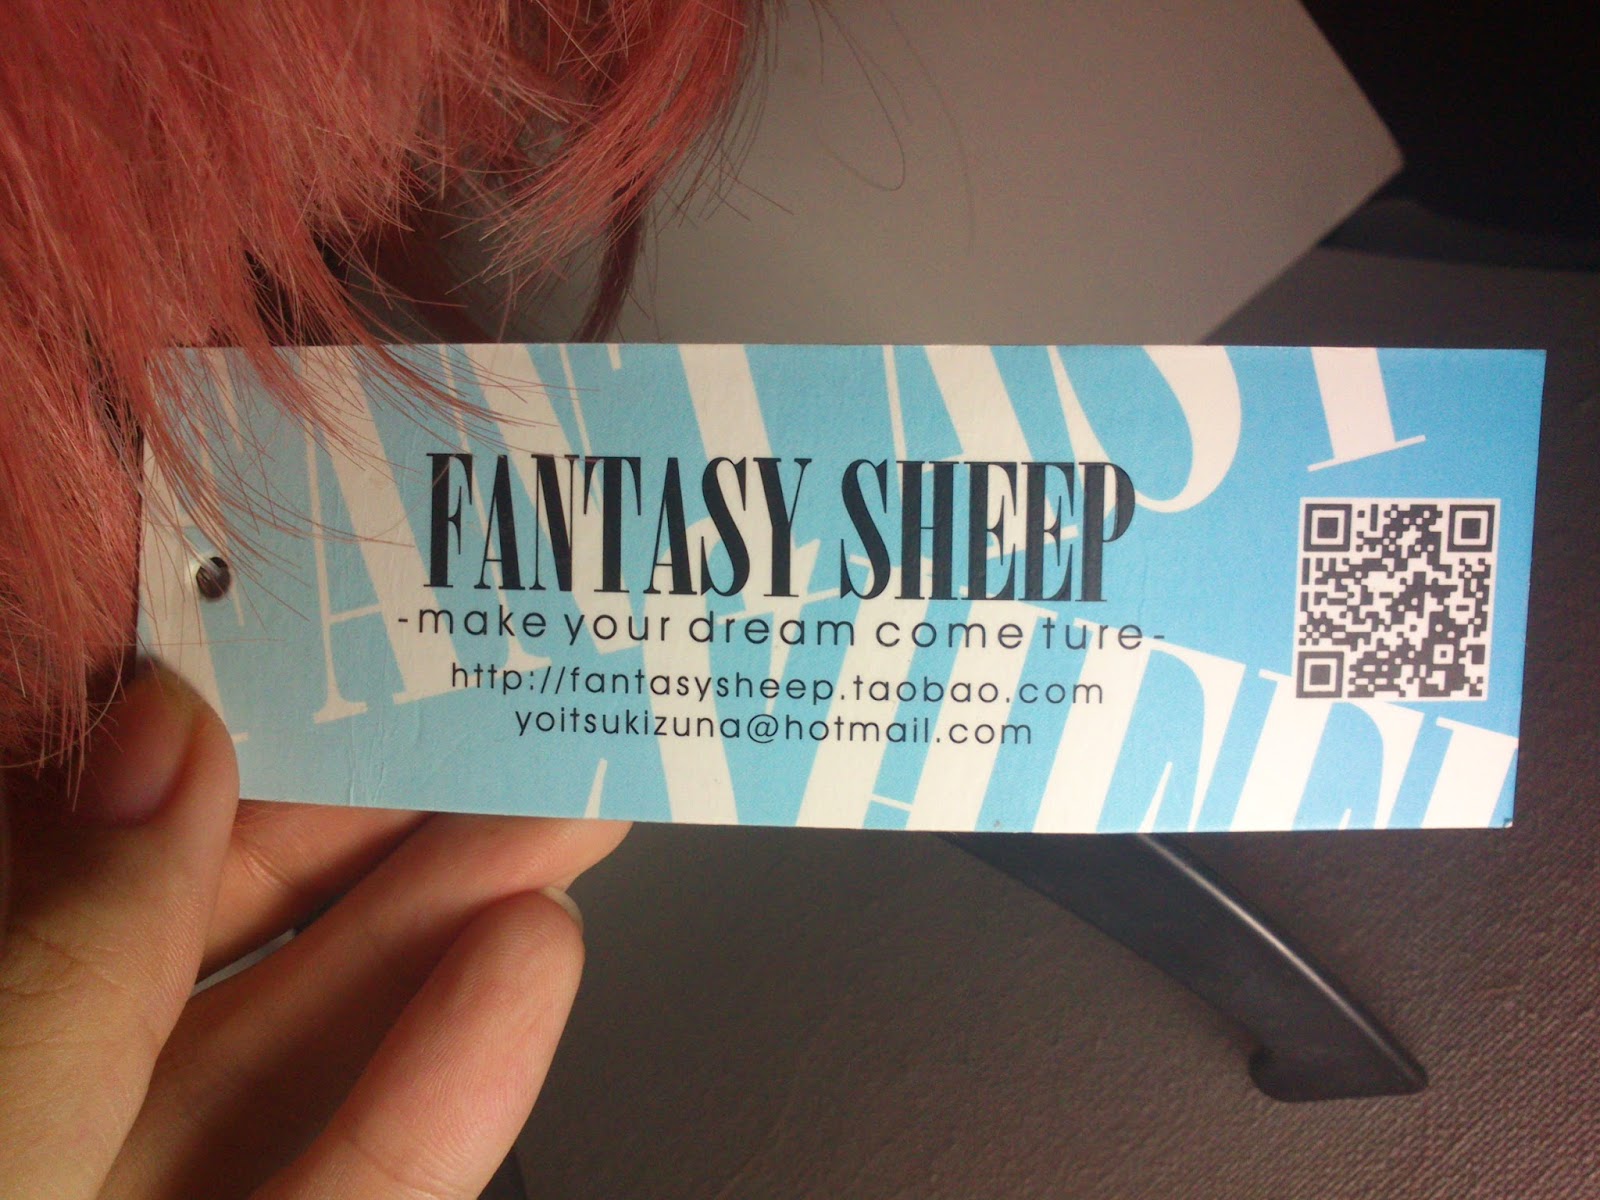 FANTASY SHEEP
-make your dream come ture-
http://fantasysheep.taobao.com
yoitsukizuna@hotmail.com